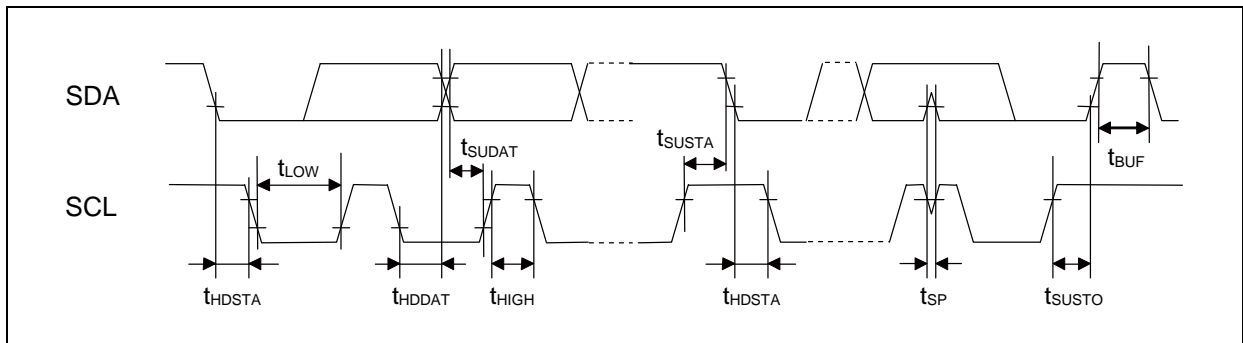 SDA
tSUDAT
tSUSTA
tBUF
tLOW
SCL
tHDSTA
tHDDAT
tHIGH
tHDSTA
tSP
tSUSTO